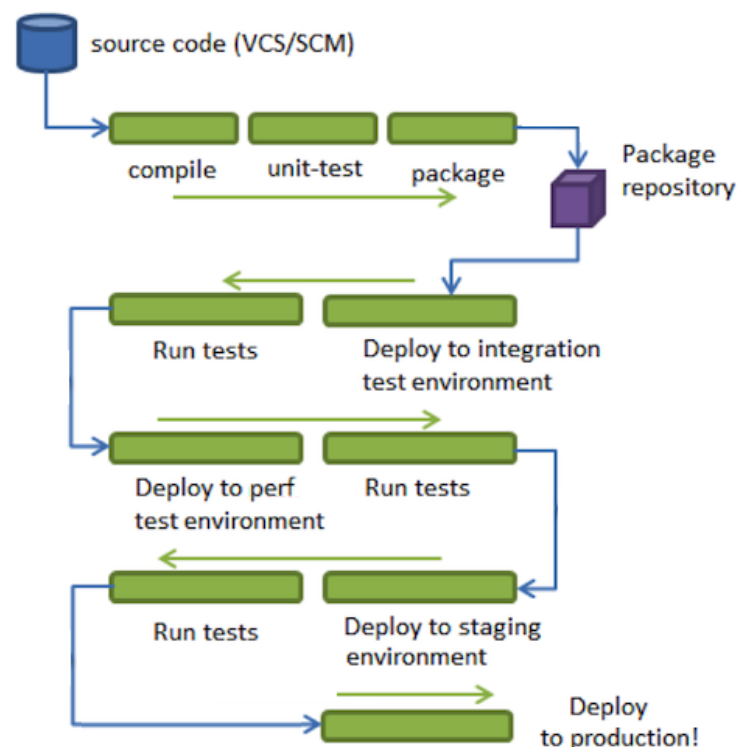 source code (VCS/SCM)
compile
unit-test
package
Package
repository
Run tests
Deploy to integration
test environment
Deploy to perf
test environment
Run tests
Run tests
Deploy to staging
environment
Deploy
to production!